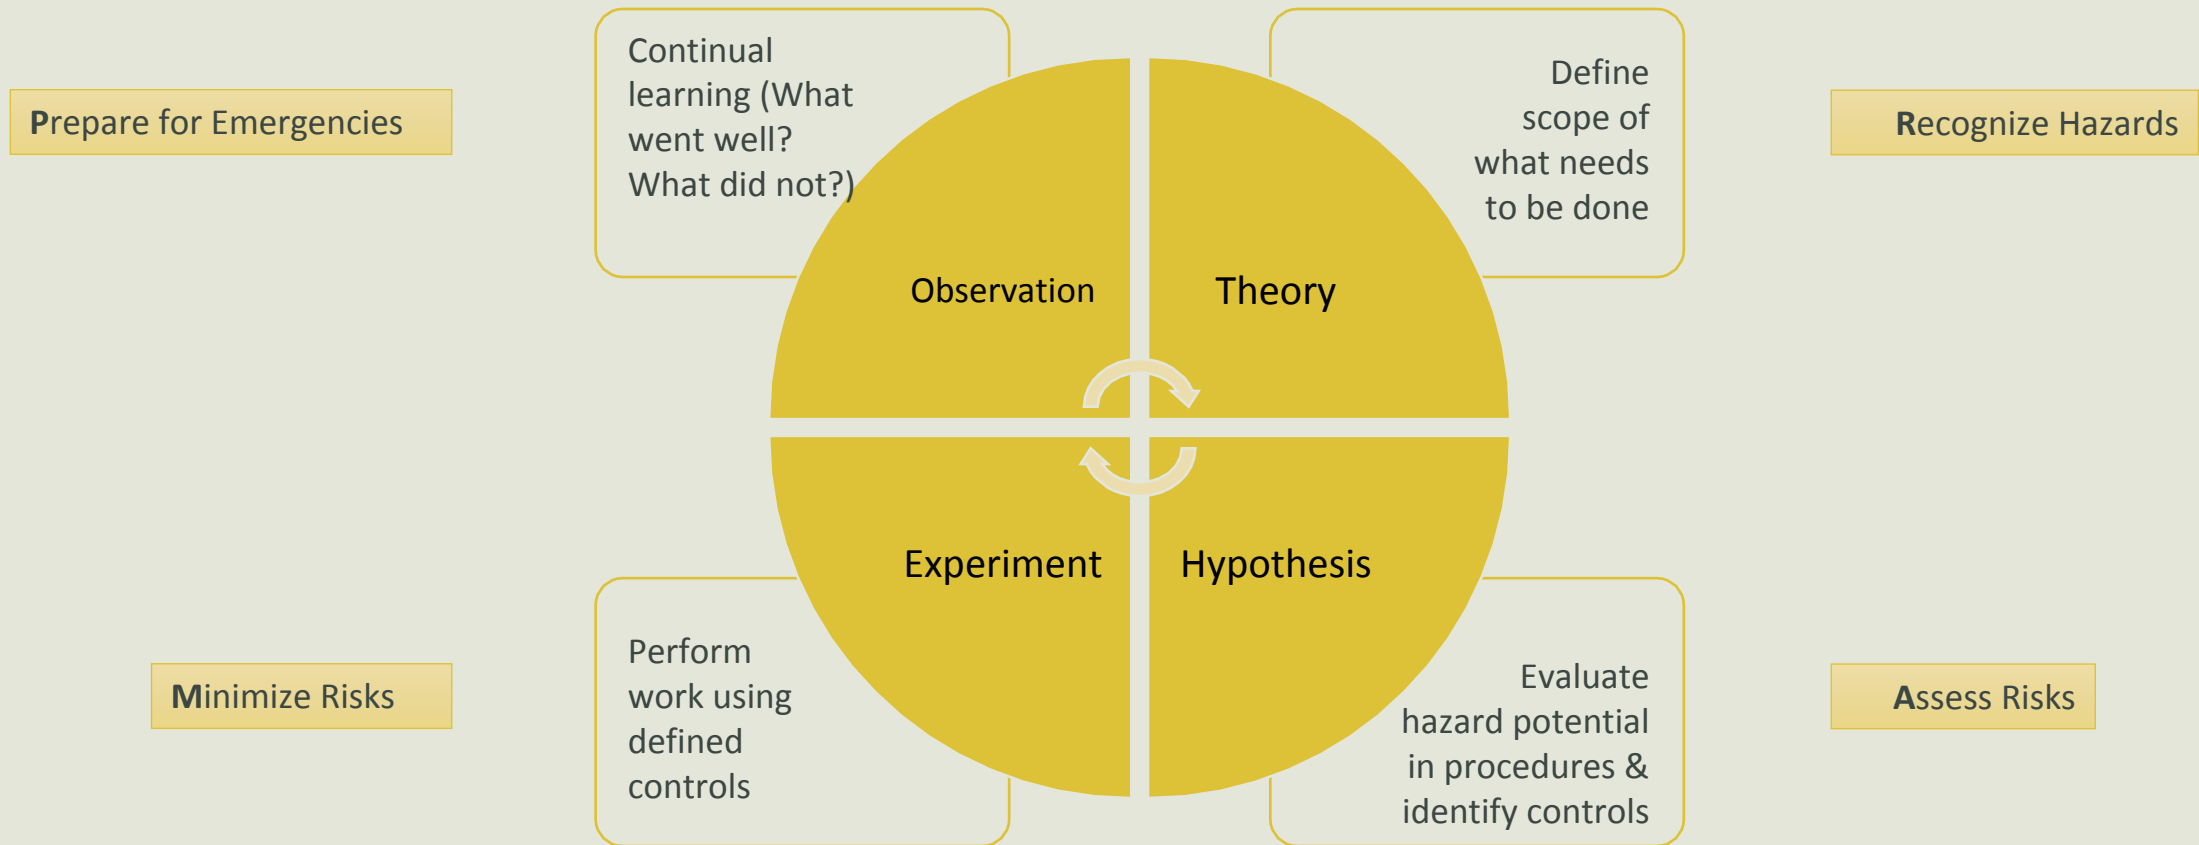 Prepare for Emergencies
Continual
learning (What
went well?
What did not?)
Observation
Theory
Define
scope of
what needs
to be done
Recognize Hazards
Minimize Risks
Perform
work using
defined
controls
Experiment
Hypothesis
Evaluate
hazard potential
in procedures &
identify controls
Assess Risks